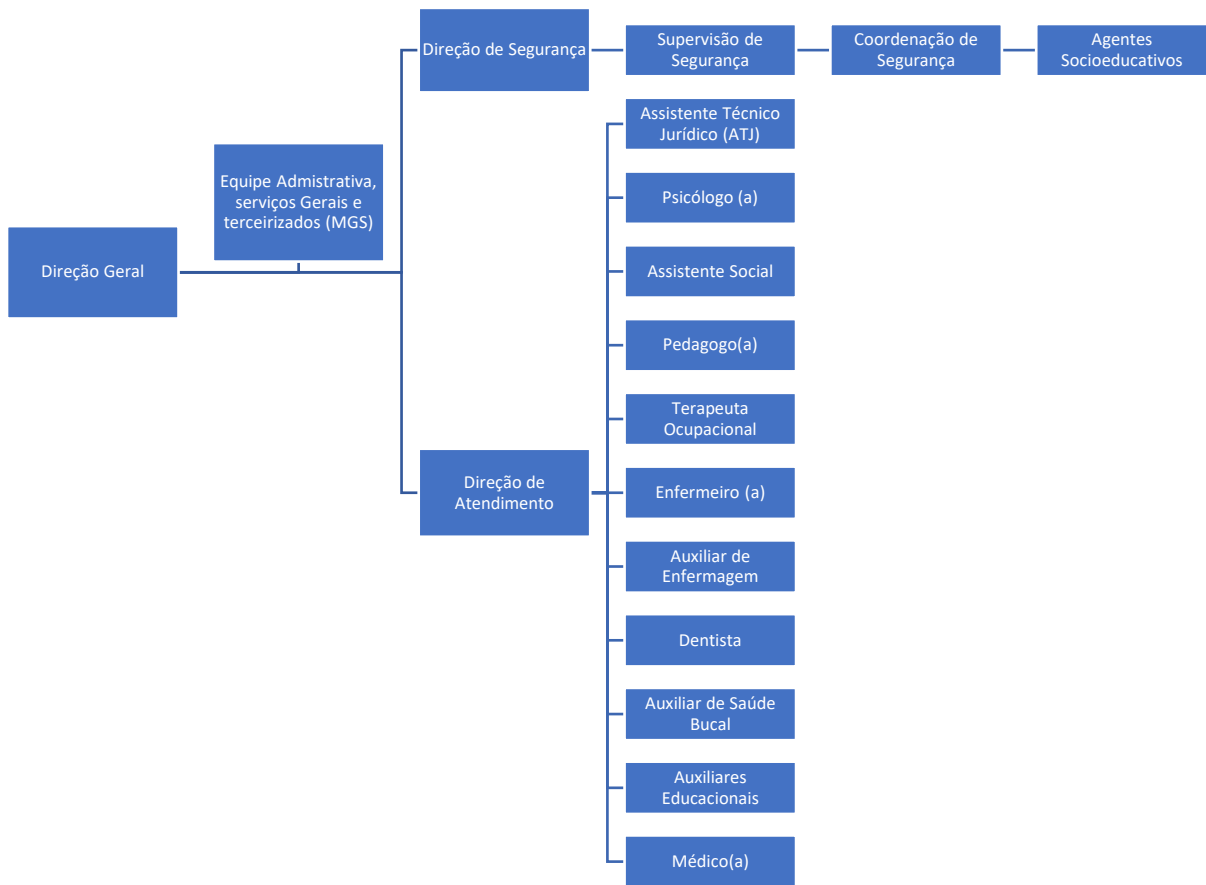 Direção Geral
Equipe Admistrativa,
serviços Gerais e
terceirizados (MGS)
Direção de Segurança
Supervisão de
Segurança
Coordenação de
Segurança
Agentes
Socioeducativos
Direção de
Atendimento
Assistente Técnico
Jurídico (ATJ)
Psicólogo (a)
Assistente Social
Pedagogo(a)
Terapeuta
Ocupacional
Enfermeiro (a)
Auxiliar de
Enfermagem
Dentista
Auxiliar de Saúde
Bucal
Auxiliares
Educacionais
Médico(a)